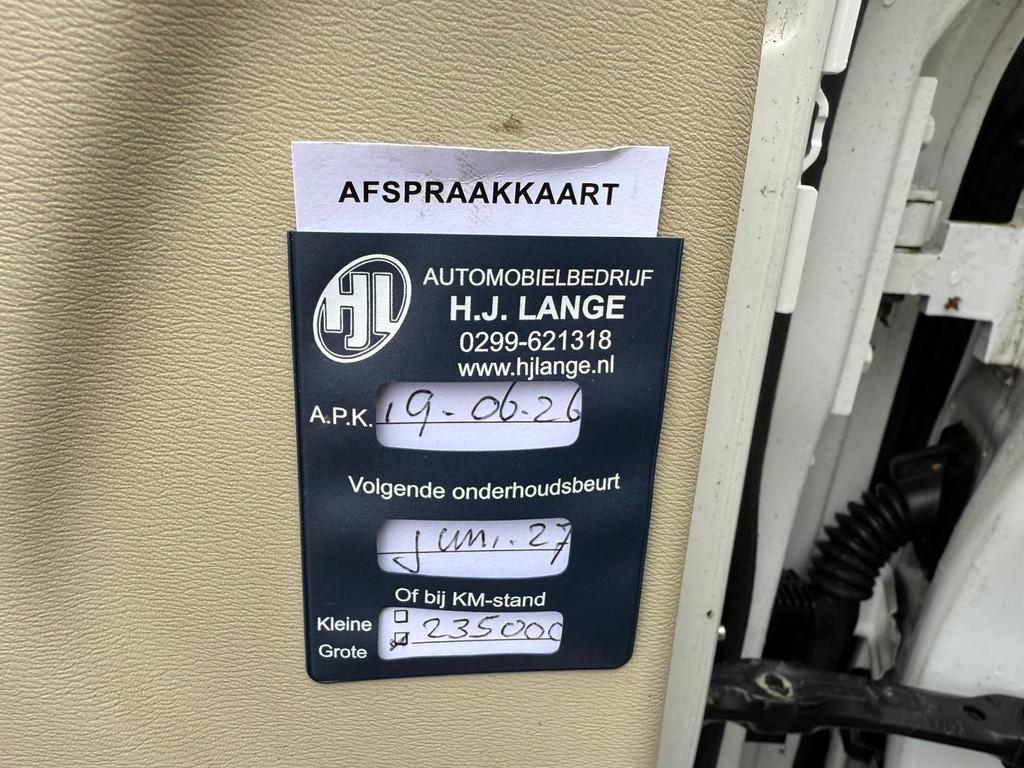 AFSPRAAKKAART
HJL
AUTOMOBIELBEDRIJF
H.J. LANGE
0299-621318
www.hjlange.nl
A.P.K. 19-06-26
Volgende onderhoudsbeurt
juni. 27
Of bij KM-stand
Kleine
Grote 235000